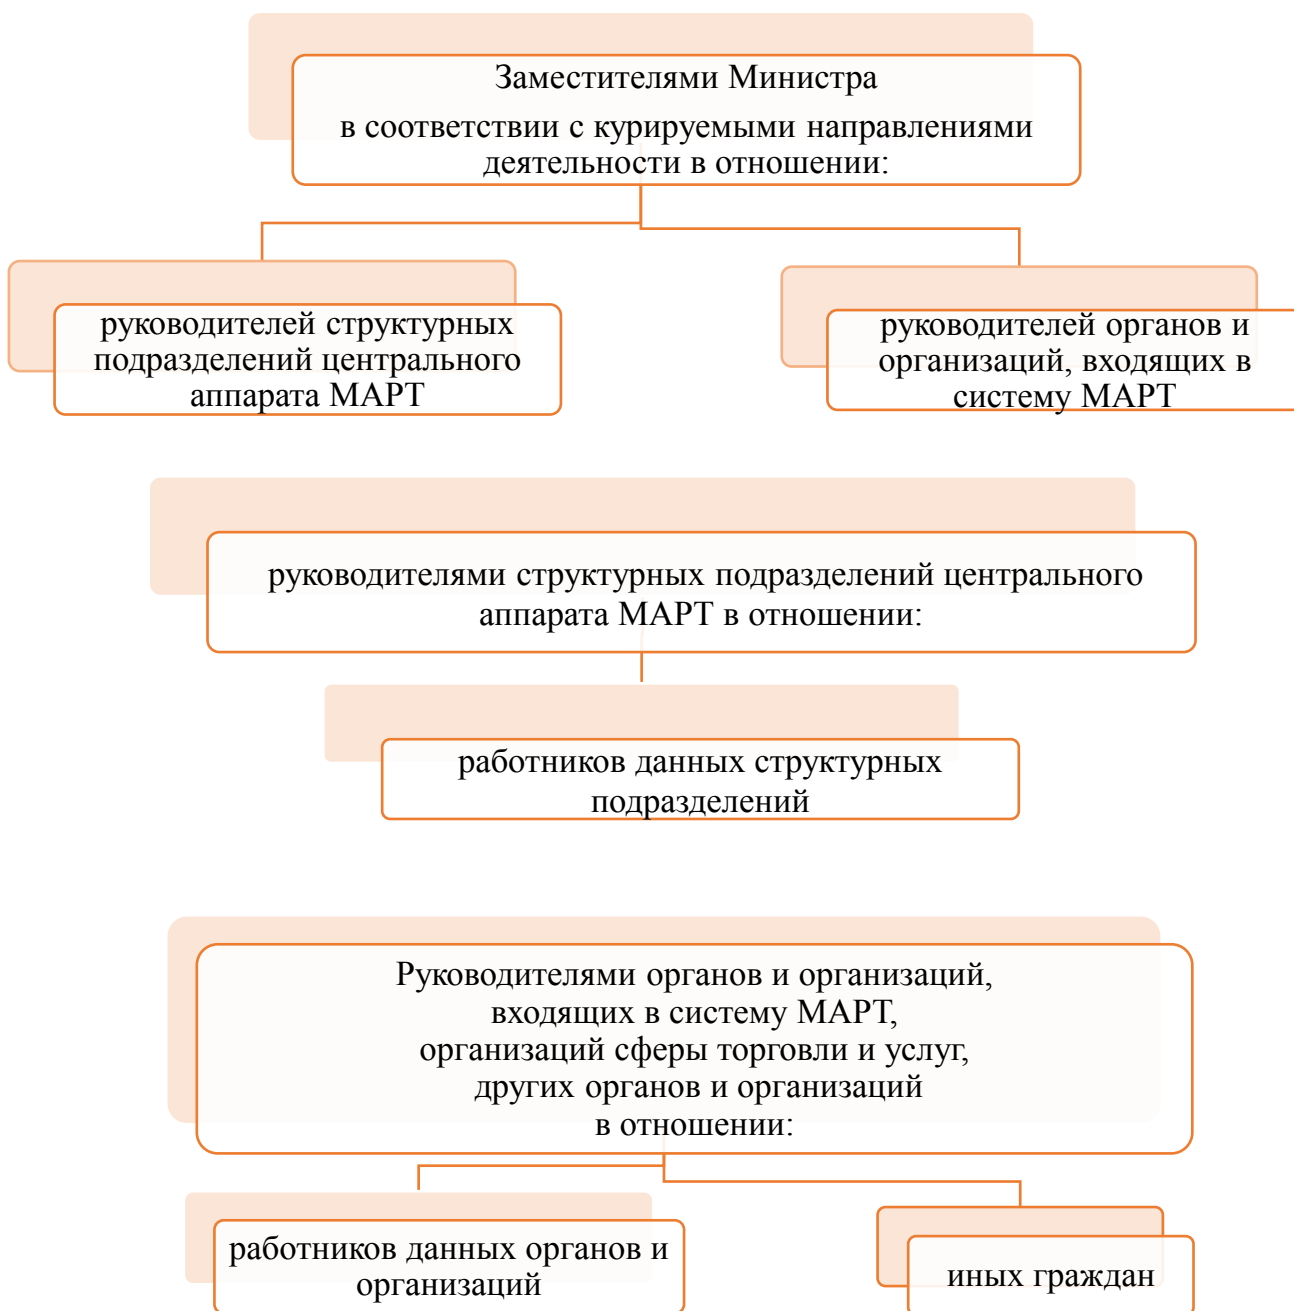 Заместителями Министра
в соответствии с курируемыми направлениями
деятельности в отношении:
руководителей структурных
подразделений центрального
аппарата МАРТ
руководителей органов и
организаций, входящих в
систему МАРТ
руководителями структурных подразделений центрального
аппарата МАРТ в отношении:
работников данных структурных
подразделений
Руководителями органов и организаций,
входящих в систему МАРТ,
организаций сферы торговли и услуг,
других органов и организаций
в отношении:
работников данных органов и
организаций
иных граждан